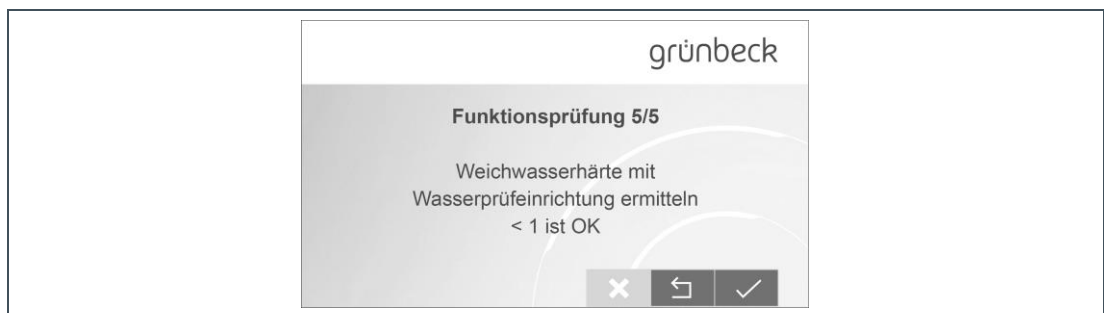 grünbeck
Funktionsprüfung 5/5
Weichwasserhärte mit
Wasserprüfeinrichtung ermitteln
< 1 ist OK